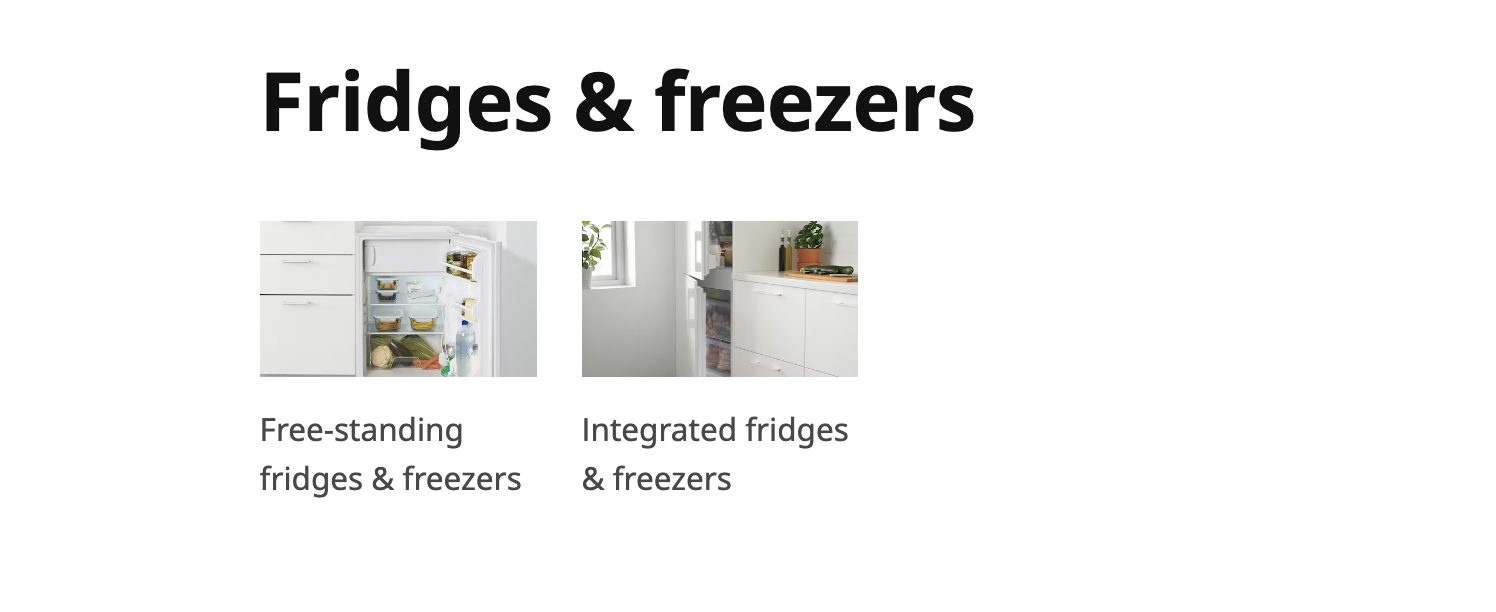 Fridges & freezers
Free-standing
fridges & freezers
Integrated fridges
& freezers